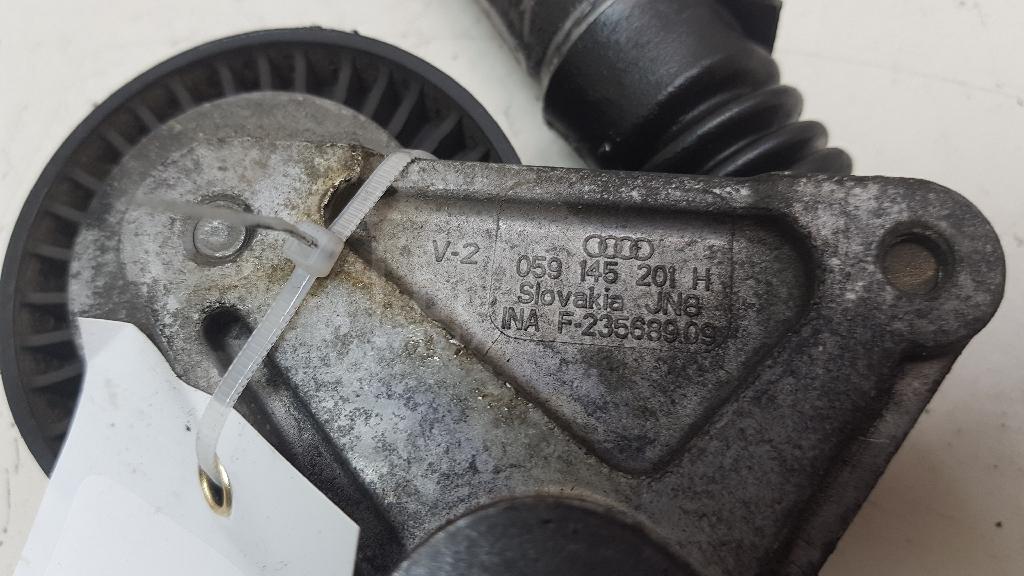 V-2
059 145 201 H
Slovakia JN8
INA F-235689.09